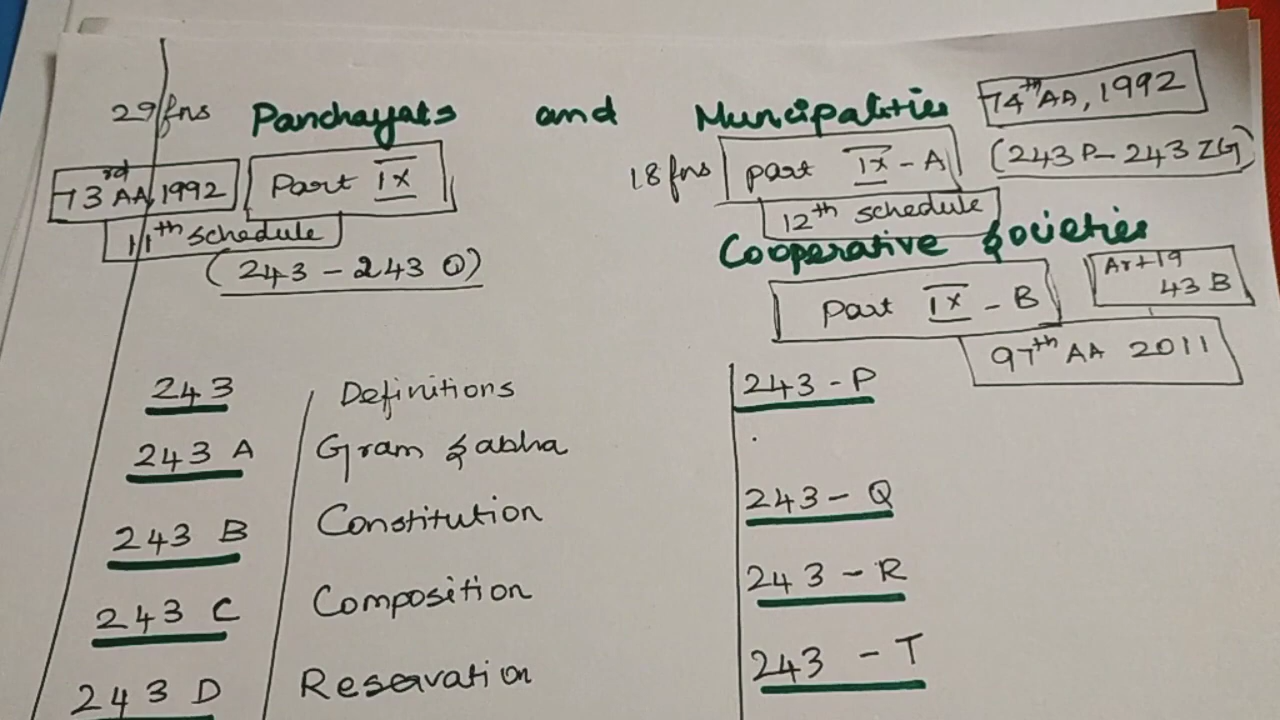 29 fns Panchayats and Muncipalities 74th AA, 1992
73rd AA, 1992 Part IX 18 fns part IX - A (243 P - 243 ZG)
11th schedule 12th schedule
(243 - 243 O) Cooperative Societies
Part IX - B Art 19 43 B
97th AA 2011
243 Definitions 243 - P
243 A Gram Sabha
243 B Constitution 243 - Q
243 C Composition 243 - R
243 D Reservation 243 - T